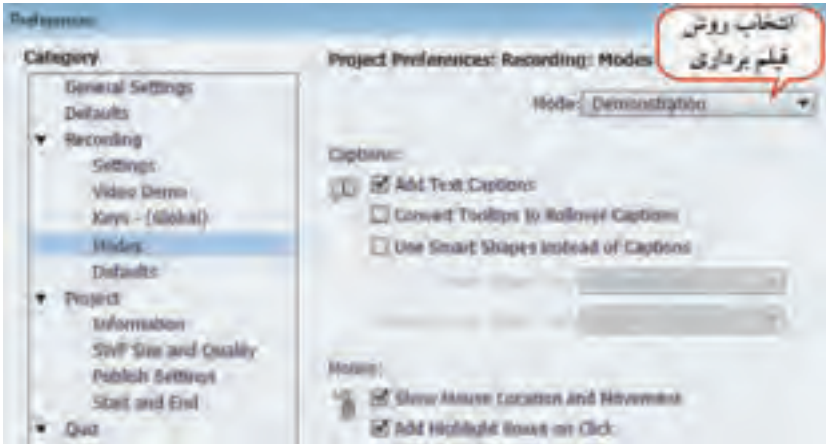 Preferences
انتخاب روش
فیلم برداری
Category
General Settings
Defaults
Recording
Settings
Video Demo
Keys - (Global)
Modes
Defaults
Project
Information
SWF Size and Quality
Publish Settings
Start and End
Quiz
Project Preferences: Recording: Modes
Mode: Demonstration
Captions:
Add Text Captions
Convert Tooltips to Rollover Captions
Use Smart Shapes instead of Captions
Mouse:
Show Mouse Location and Movement
Add Highlight Boxes on Click